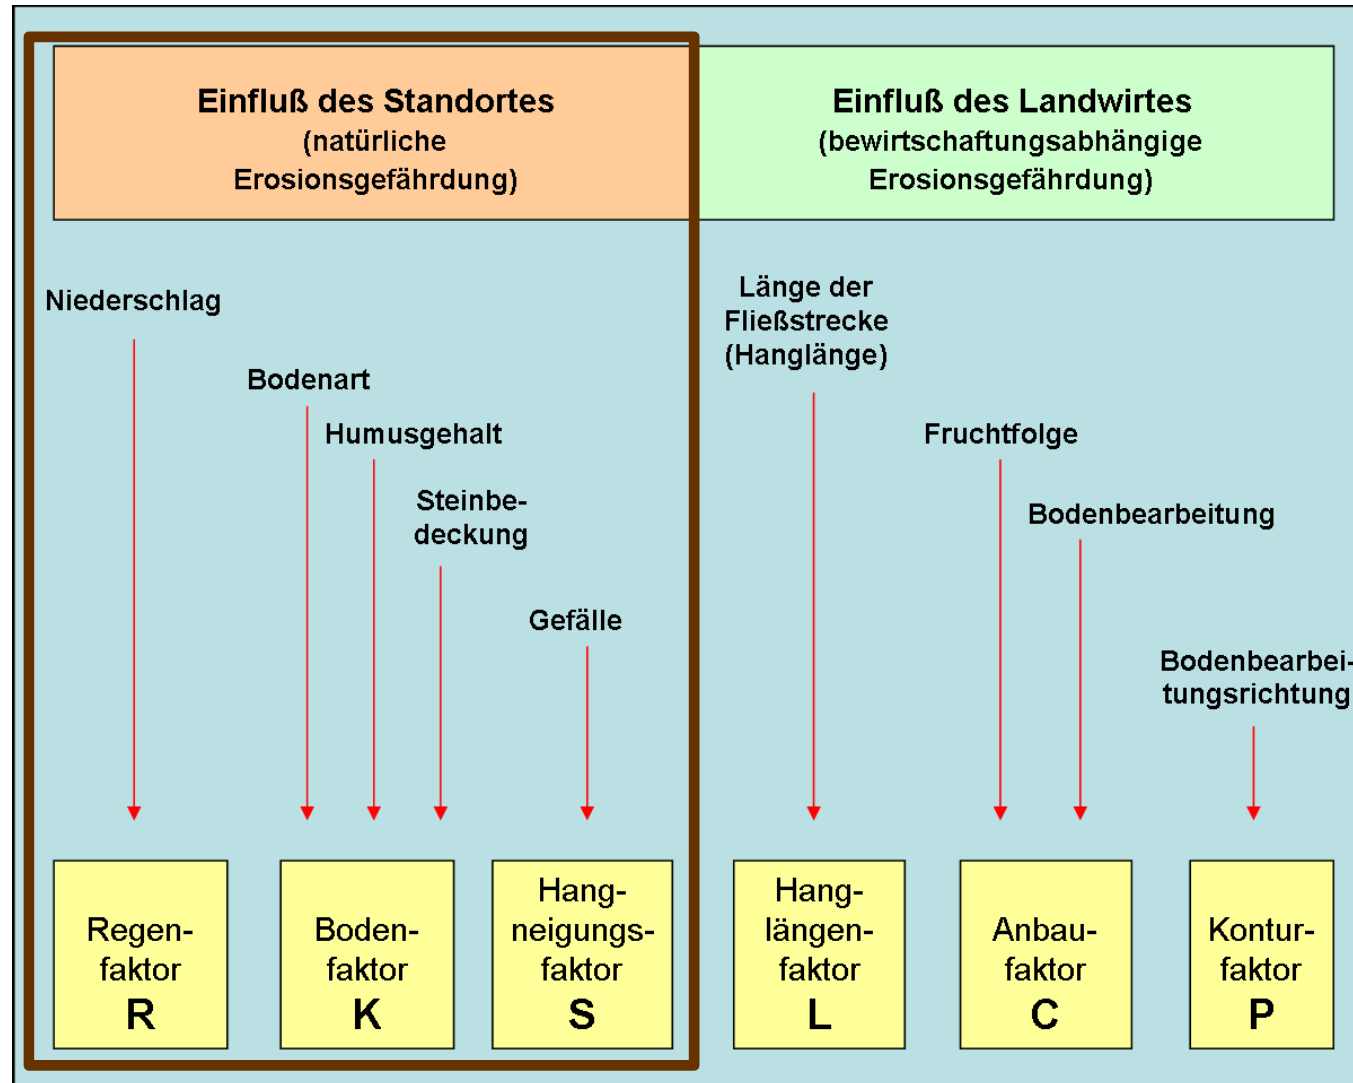 Einfluß des Standortes
(natürliche
Erosionsgefährdung)
Einfluß des Landwirtes
(bewirtschaftungsabhängige
Erosionsgefährdung)
Niederschlag
Bodenart
Humusgehalt
Steinbe-
deckung
Gefälle
Länge der
Fließstrecke
(Hanglänge)
Fruchtfolge
Bodenbearbeitung
Bodenbearbei-
tungsrichtung
Regen-
faktor
R
Boden-
faktor
K
Hang-
neigungs-
faktor
S
Hang-
längen-
faktor
L
Anbau-
faktor
C
Kontur-
faktor
P